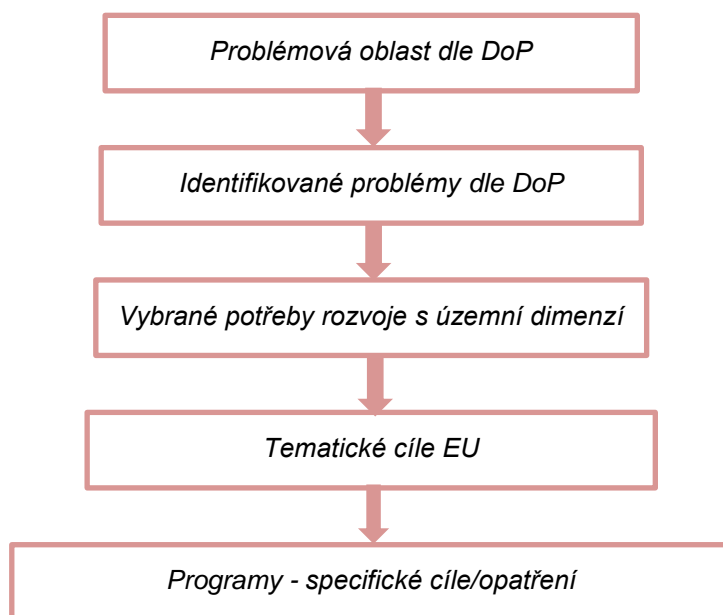 Problémová oblast dle DoP
Identifikované problémy dle DoP
Vybrané potřeby rozvoje s územní dimenzí
Tematické cíle EU
Programy - specifické cíle/opatření